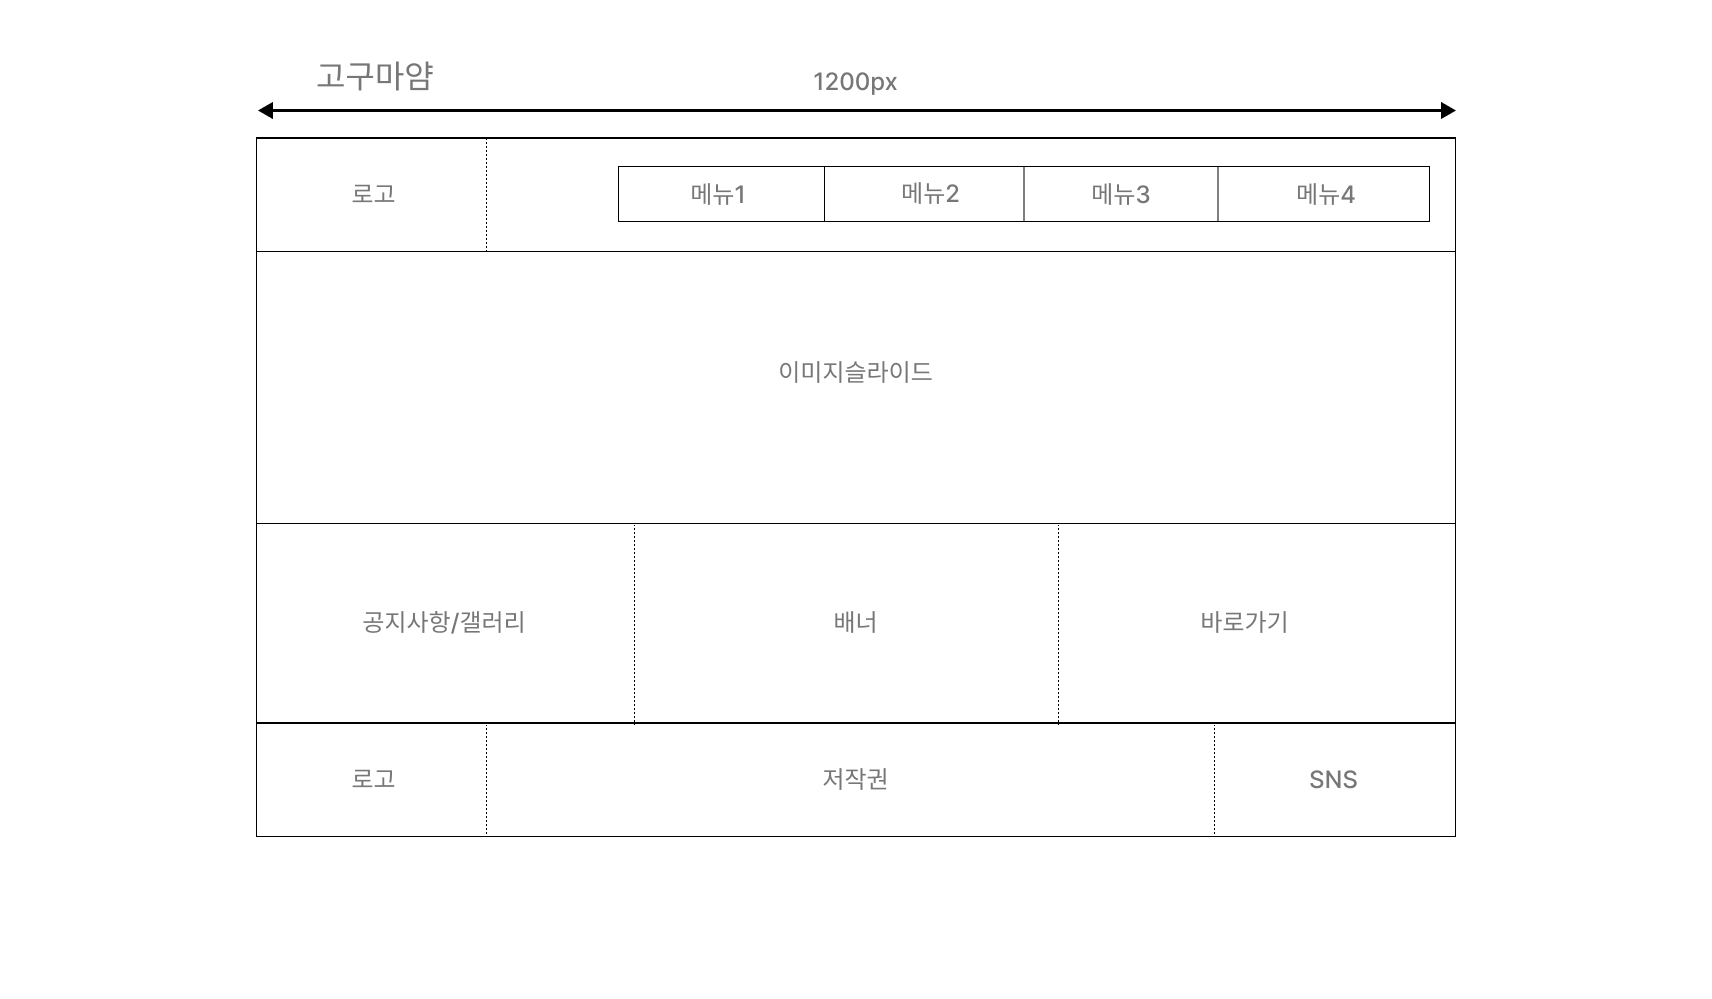 고구마얌
1200px
로고
메뉴1
메뉴2
메뉴3
메뉴4
이미지슬라이드
공지사항/갤러리
배너
바로가기
로고
저작권
SNS